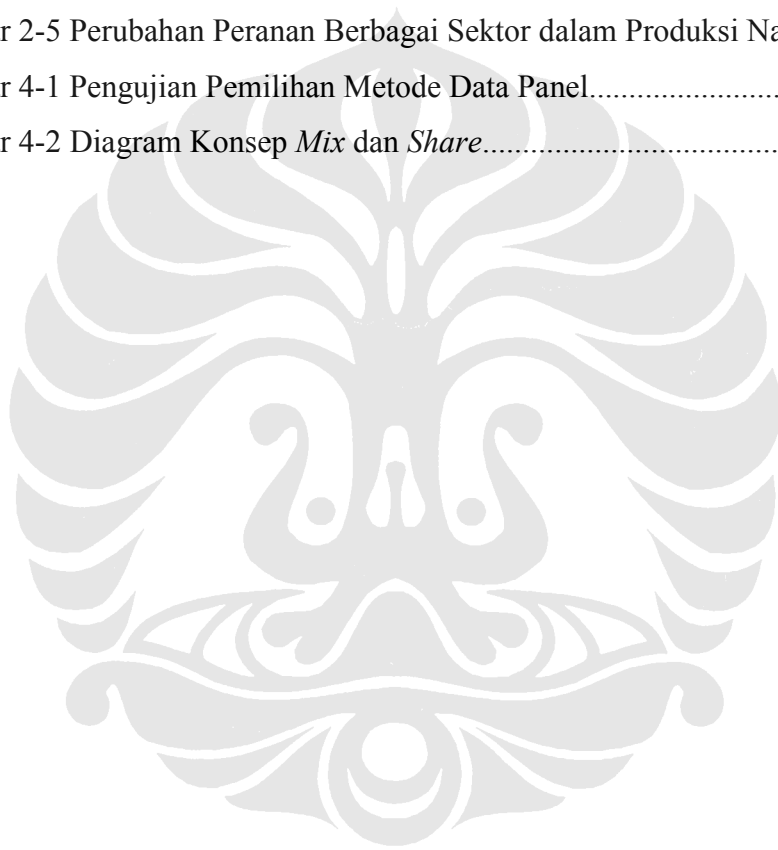 r 2-5 Perubahan Peranan Berbagai Sektor dalam Produksi Na
r 4-1 Pengujian Pemilihan Metode Data Panel........................
r 4-2 Diagram Konsep Mix dan Share.....................................